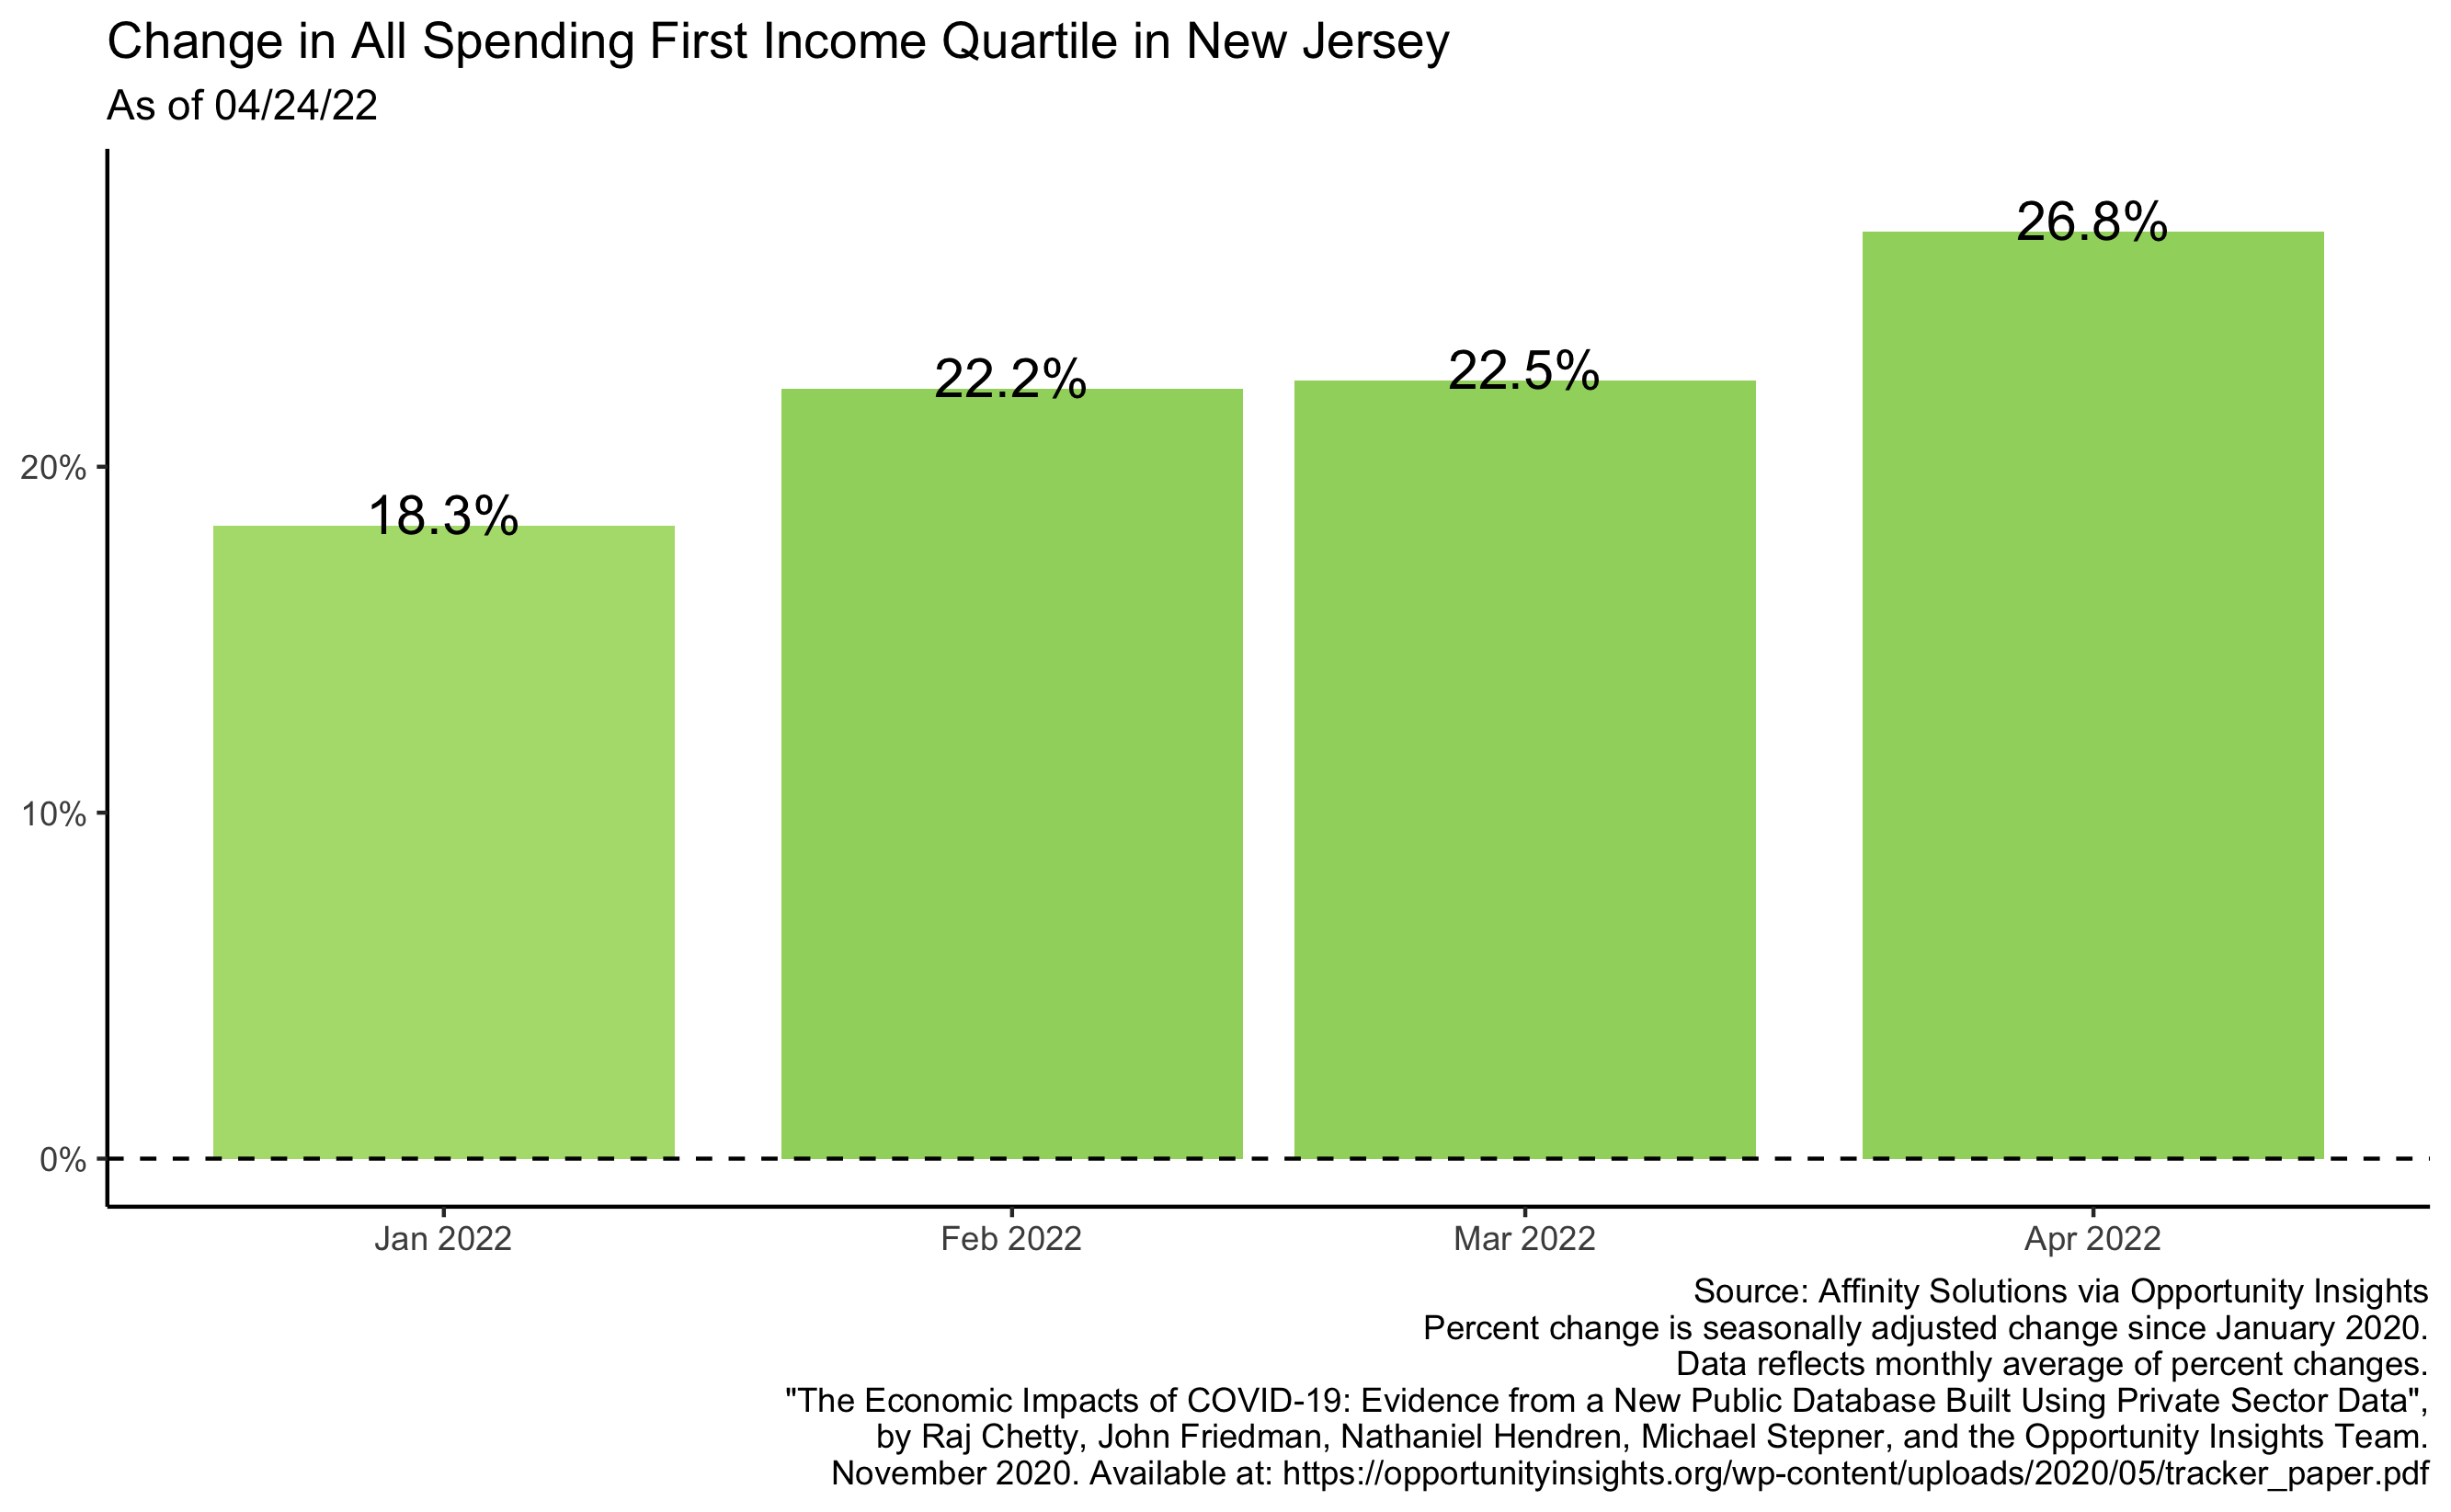 Change in All Spending First Income Quartile in New Jersey
As of 04/24/22
26.8%
22.5%
22.2%
20%
18.3%
10%
0%
Jan 2022
Feb 2022
Mar 2022
Apr 2022
Source: Affinity Solutions via Opportunity Insights
Percent change is seasonally adjusted change since January 2020.
Data reflects monthly average of percent changes.
"The Economic Impacts of COVID-19: Evidence from a New Public Database Built Using Private Sector Data",
by Raj Chetty, John Friedman, Nathaniel Hendren, Michael Stepner, and the Opportunity Insights Team.
November 2020. Available at: https://opportunityinsights.org/wp-content/uploads/2020/05/tracker_paper.pdf